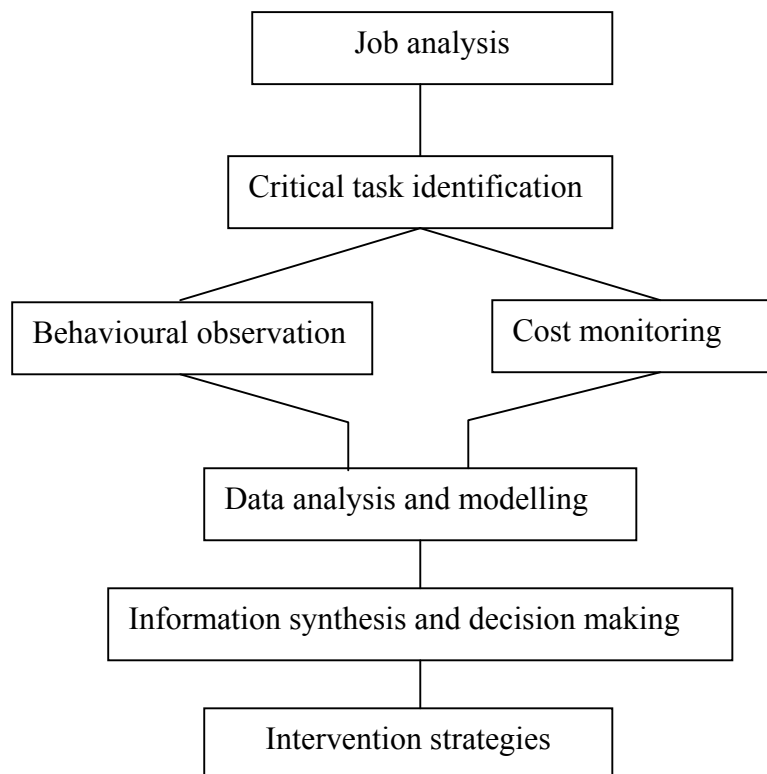 Job analysis
Critical task identification
Behavioural observation
Cost monitoring
Data analysis and modelling
Information synthesis and decision making
Intervention strategies